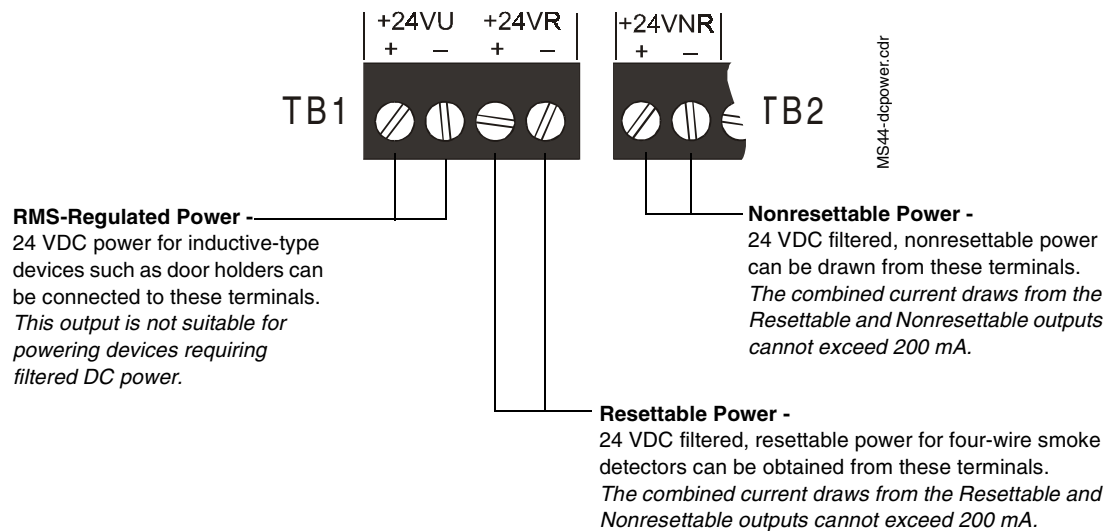 +24VU +24VR +24VNR
+ – + – + –
TB1 TB2
MS44-dcpower.cdr
RMS-Regulated Power -
24 VDC power for inductive-type
devices such as door holders can
be connected to these terminals.
This output is not suitable for
powering devices requiring
filtered DC power.
Nonresettable Power -
24 VDC filtered, nonresettable power
can be drawn from these terminals.
The combined current draws from the
Resettable and Nonresettable outputs
cannot exceed 200 mA.
Resettable Power -
24 VDC filtered, resettable power for four-wire smoke
detectors can be obtained from these terminals.
The combined current draws from the Resettable and
Nonresettable outputs cannot exceed 200 mA.